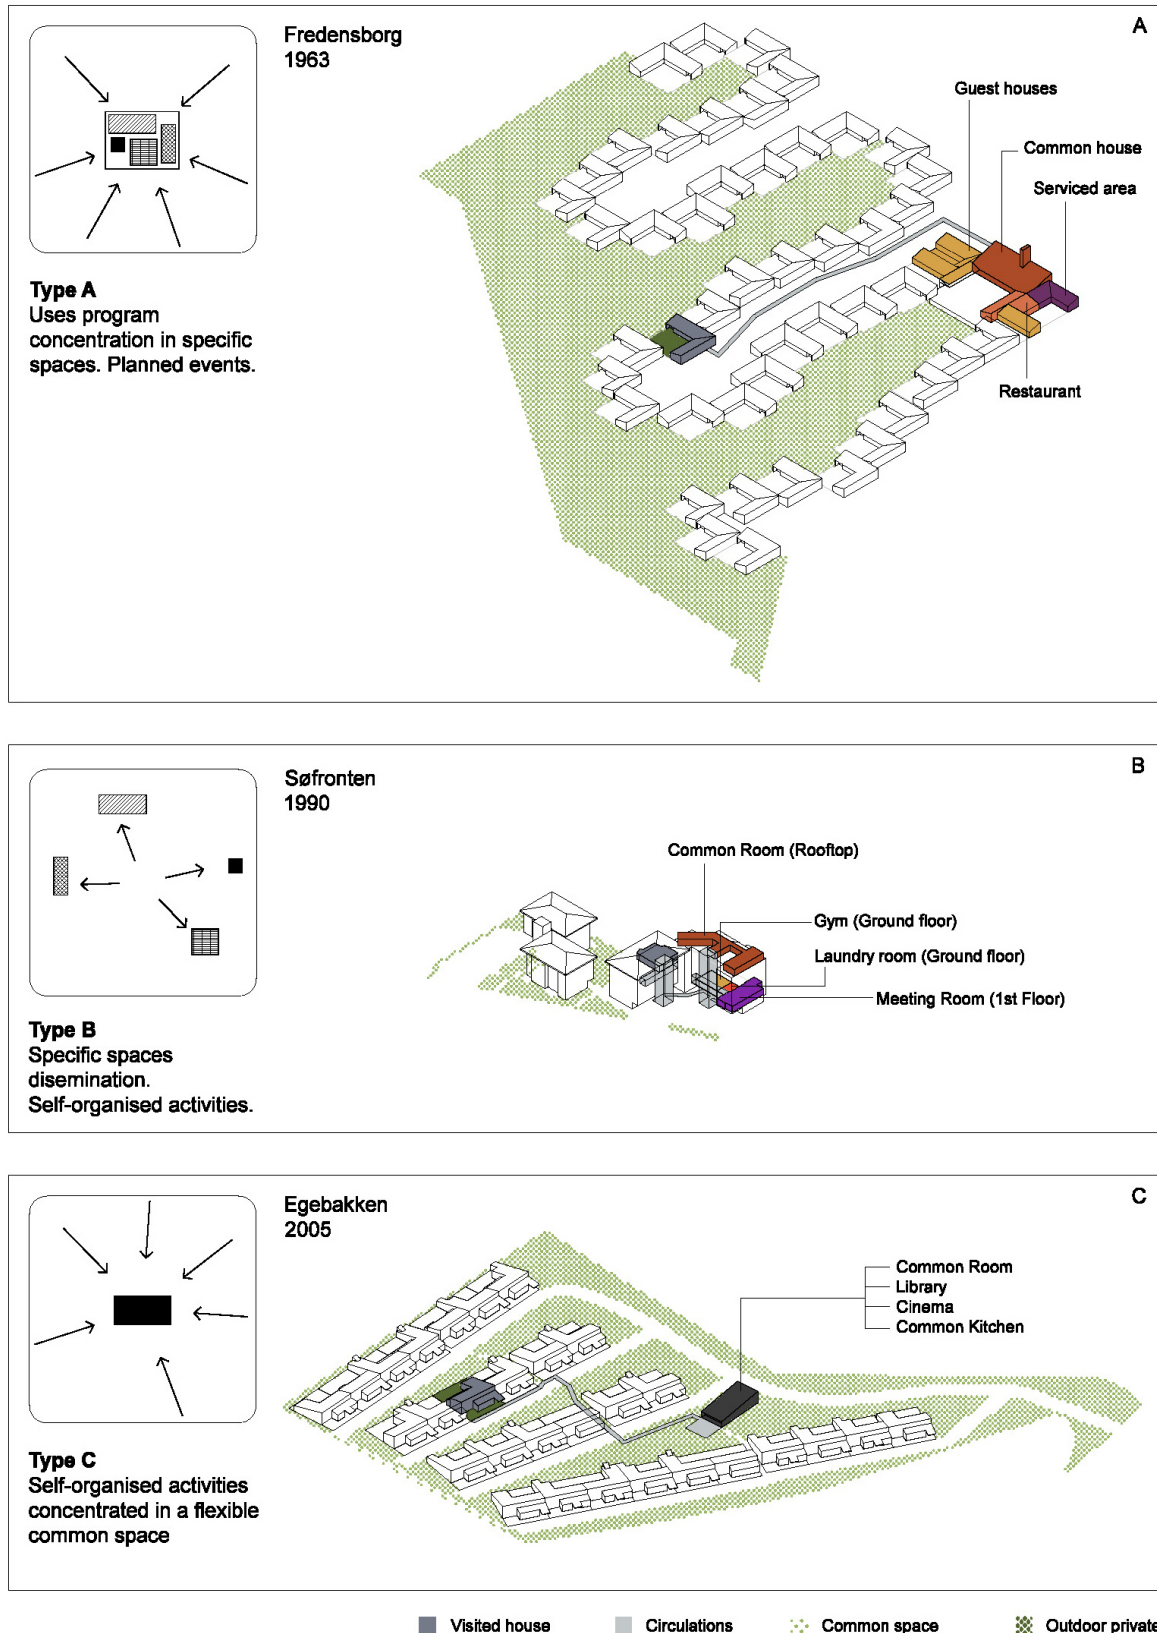 A
Fredensborg
1963
Guest houses
Common house
Serviced area
Restaurant
Type A
Uses program
concentration in specific
spaces. Planned events.
B
Søfronten
1990
Common Room (Rooftop)
Gym (Ground floor)
Laundry room (Ground floor)
Meeting Room (1st Floor)
Type B
Specific spaces
disemination.
Self-organised activities.
C
Egebakken
2005
Common Room
Library
Cinema
Common Kitchen
Type C
Self-organised activities
concentrated in a flexible
common space
Visited house
Circulations
Common space
Outdoor private